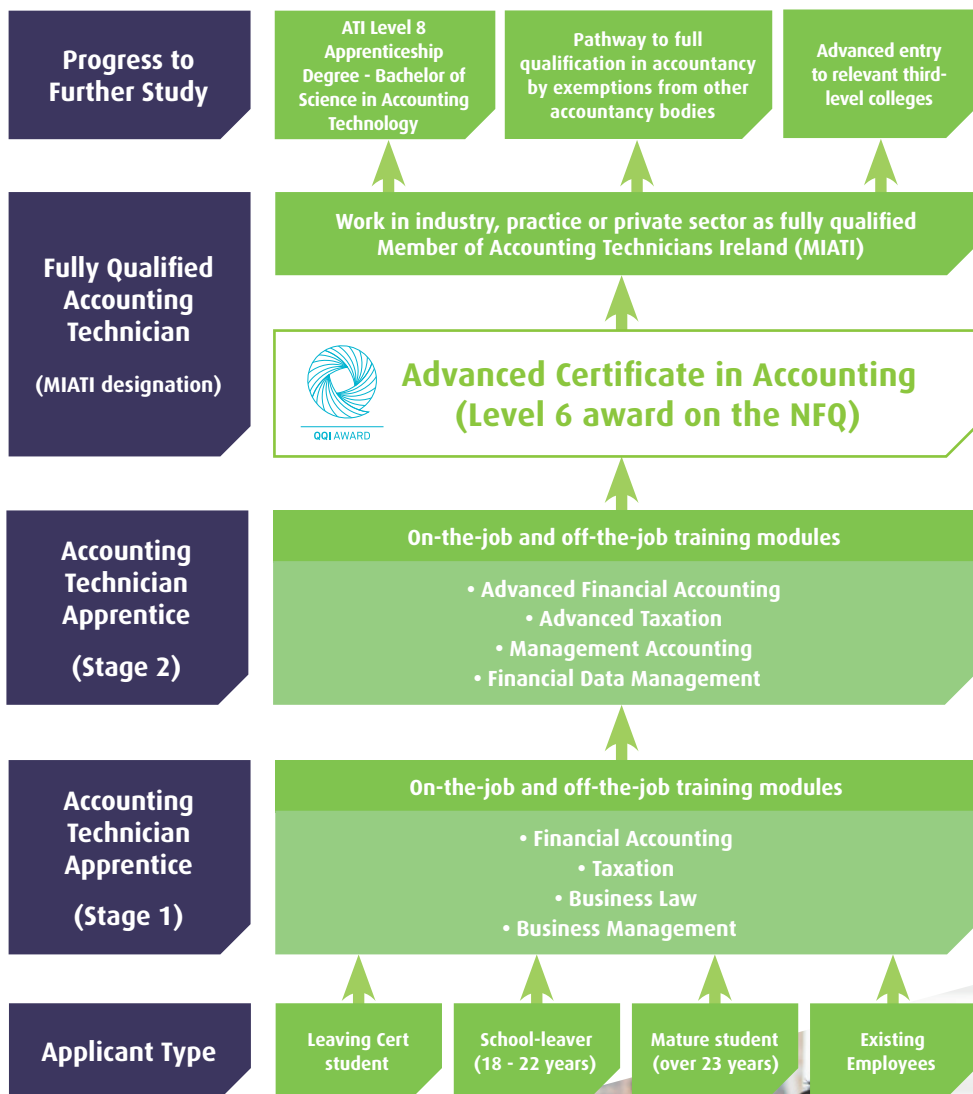 Progress to
Further Study
ATI Level 8
Apprenticeship
Degree - Bachelor of
Science in Accounting
Technology
Pathway to full
qualification in accountancy
by exemptions from other
accountancy bodies
Advanced entry
to relevant third-
level colleges
Fully Qualified
Accounting
Technician
(MIATI designation)
Work in industry, practice or private sector as fully qualified
Member of Accounting Technicians Ireland (MIATI)
QQI AWARD
Advanced Certificate in Accounting
(Level 6 award on the NFQ)
Accounting
Technician
Apprentice
(Stage 2)
On-the-job and off-the-job training modules
• Advanced Financial Accounting
• Advanced Taxation
• Management Accounting
• Financial Data Management
Accounting
Technician
Apprentice
(Stage 1)
On-the-job and off-the-job training modules
• Financial Accounting
• Taxation
• Business Law
• Business Management
Applicant Type
Leaving Cert
student
School-leaver
(18 - 22 years)
Mature student
(over 23 years)
Existing
Employees